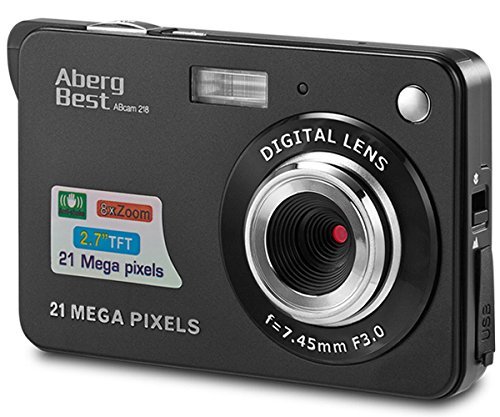 Aberg
Best
ABcam 218
DIGITAL LENS
8xZoom
2.7"TFT
21 Mega pixels
21 MEGA PIXELS
f=7.45mm F3.0
USB